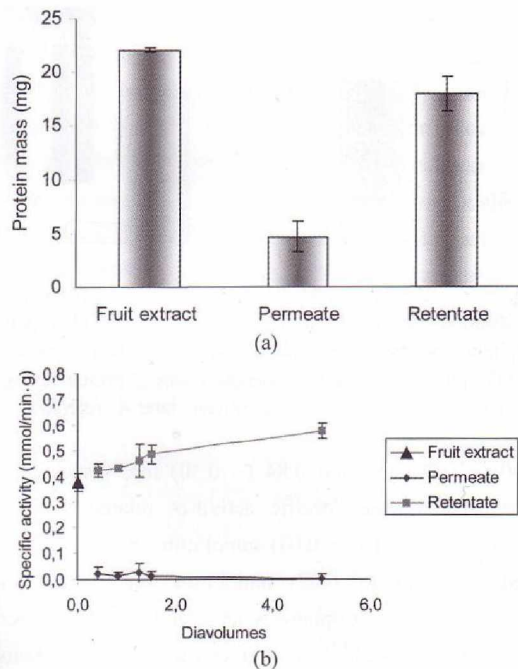 25
20
15
10
5
0
Protein mass (mg)
Fruit extract Permeate Retentate
(a)
0,8
0,7
0,6
0,5
0,4
0,3
0,2
0,1
0,0
Specific activity (mmol/min·g)
0,0 2,0 4,0 6,0
Diavolumes
Fruit extract
Permeate
Retentate
(b)